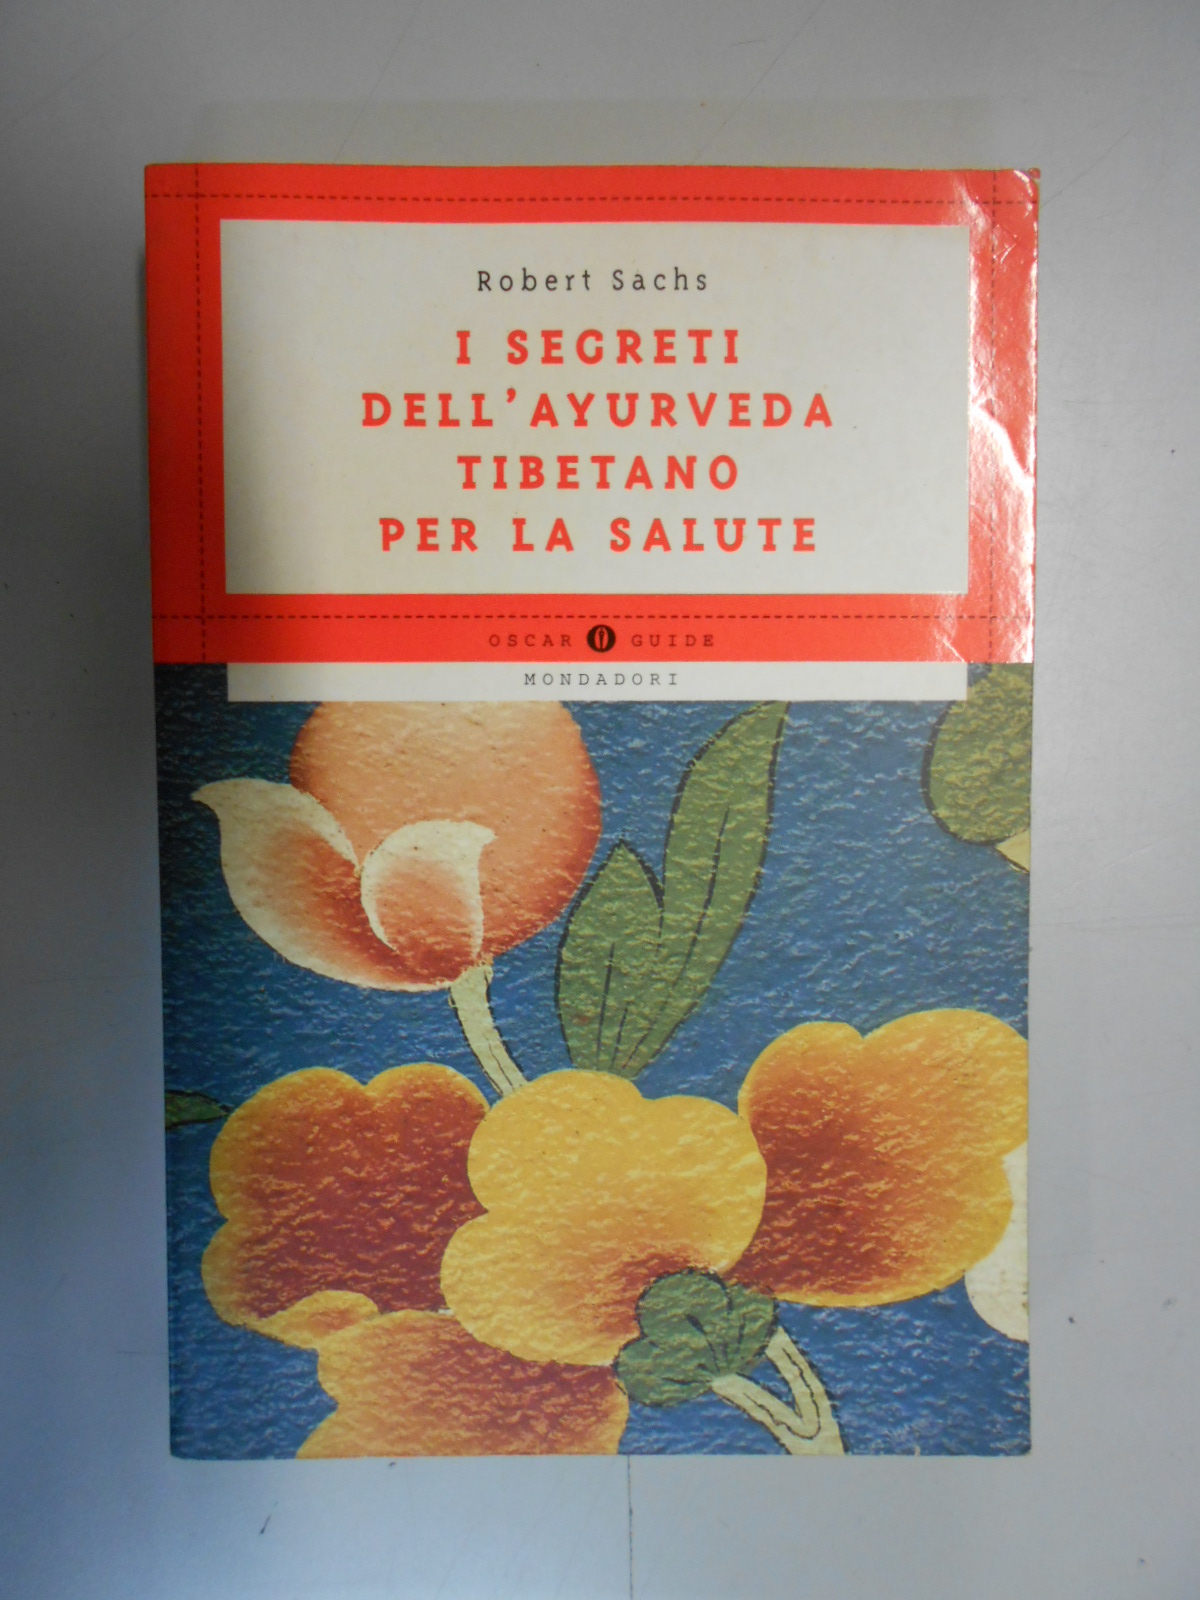 Robert Sachs
I SEGRETI
DELL'AYURVEDA
TIBETANO
PER LA SALUTE
OSCAR GUIDE
MONDADORI